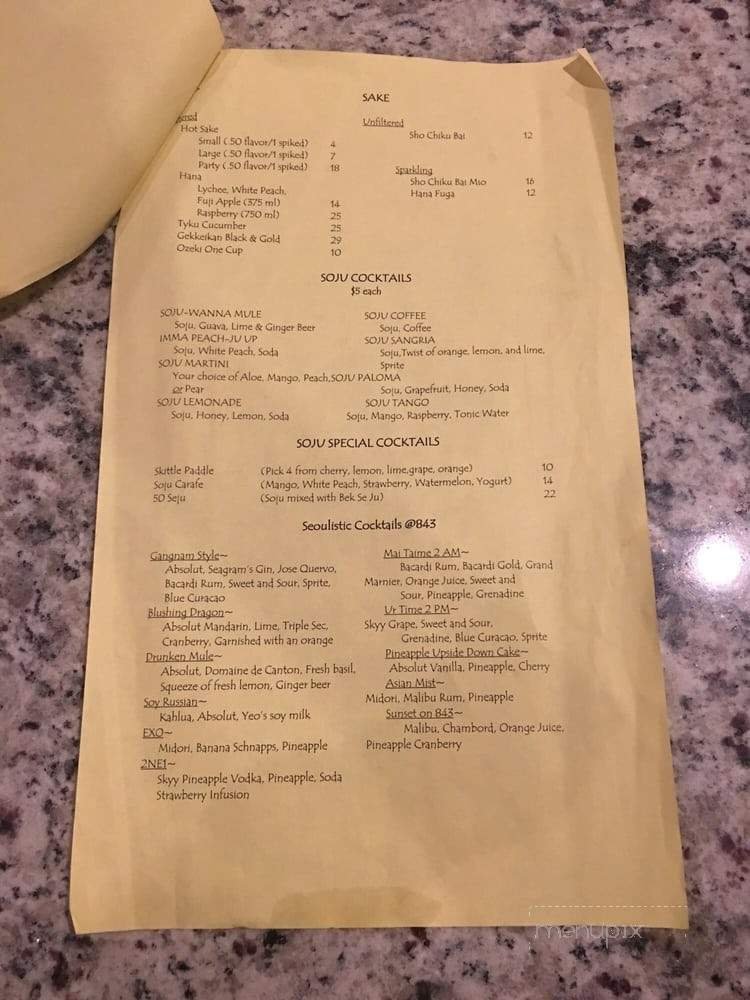 SAKE
Hot Sake
Small (.50 flavor/1 spiked) 4
Large (.50 flavor/1 spiked) 7
Party (.50 flavor/1 spiked) 18
Hana
Lychee, White Peach,
Fuji Apple (375 ml) 14
Raspberry (750 ml) 25
Tyku Cucumber 25
Gekkeikan Black & Gold 29
Ozeki One Cup 10
Unfiltered
Sho Chiku Bai 12
Sparkling
Sho Chiku Bai Mio 16
Hana Fuga 12
SOJU COCKTAILS
$5 each
SOJU-WANNA MULE
Soju, Guava, Lime & Ginger Beer
IMMA PEACH-JU UP
Soju, White Peach, Soda
SOJU MARTINI
Your choice of Aloe, Mango, Peach,
or Pear
SOJU LEMONADE
Soju, Honey, Lemon, Soda
SOJU COFFEE
Soju, Coffee
SOJU SANGRIA
Soju,Twist of orange, lemon, and lime,
Sprite
SOJU PALOMA
Soju, Grapefruit, Honey, Soda
SOJU TANGO
Soju, Mango, Raspberry, Tonic Water
SOJU SPECIAL COCKTAILS
Skittle Paddle (Pick 4 from cherry, lemon, lime,grape, orange) 10
Soju Carafe (Mango, White Peach, Strawberry, Watermelon, Yogurt) 14
50 Seju (Soju mixed with Bek Se Ju) 22
Seoulistic Cocktails @843
Gangnam Style~
Absolut, Seagram's Gin, Jose Quervo,
Bacardi Rum, Sweet and Sour, Sprite,
Blue Curacao
Blushing Dragon~
Absolut Mandarin, Lime, Triple Sec,
Cranberry, Garnished with an orange
Drunken Mule~
Absolut, Domaine de Canton, Fresh basil,
Squeeze of fresh lemon, Ginger beer
Soy Russian~
Kahlua, Absolut, Yeo's soy milk
EXO~
Midori, Banana Schnapps, Pineapple
2NE1~
Skyy Pineapple Vodka, Pineapple, Soda
Strawberry Infusion
Mai Taime 2 AM~
Bacardi Rum, Bacardi Gold, Grand
Marnier, Orange Juice, Sweet and
Sour, Pineapple, Grenadine
Ur Time 2 PM~
Skyy Grape, Sweet and Sour,
Grenadine, Blue Curacao, Sprite
Pineapple Upside Down Cake~
Absolut Vanilla, Pineapple, Cherry
Asian Mist~
Midori, Malibu Rum, Pineapple
Sunset on 843~
Malibu, Chambord, Orange Juice,
Pineapple Cranberry
menupix